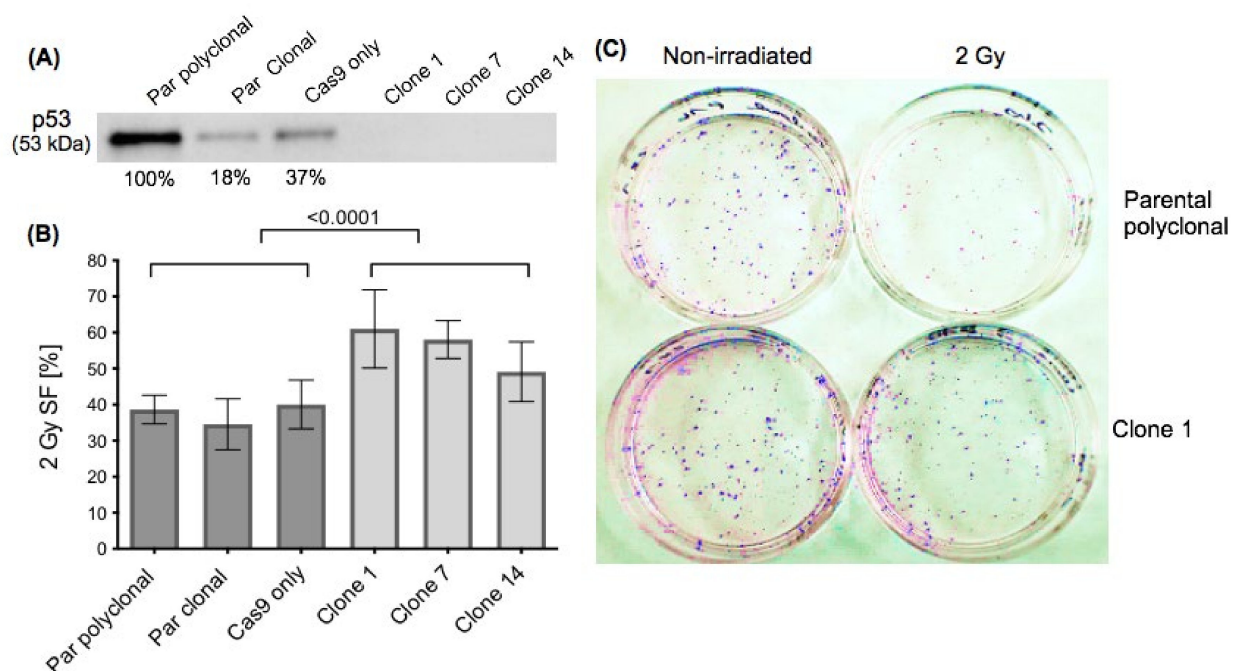 (A)
Par polyclonal
Par Clonal
Cas9 only
Clone 1
Clone 7
Clone 14
p53
(53 kDa)
100% 18% 37%
(B)
<0.0001
2 Gy SF [%]
80
70
60
50
40
30
20
10
0
Par polyclonal
Par clonal
Cas9 only
Clone 1
Clone 7
Clone 14
(C)
Non-irradiated 2 Gy
Parental
polyclonal
Clone 1